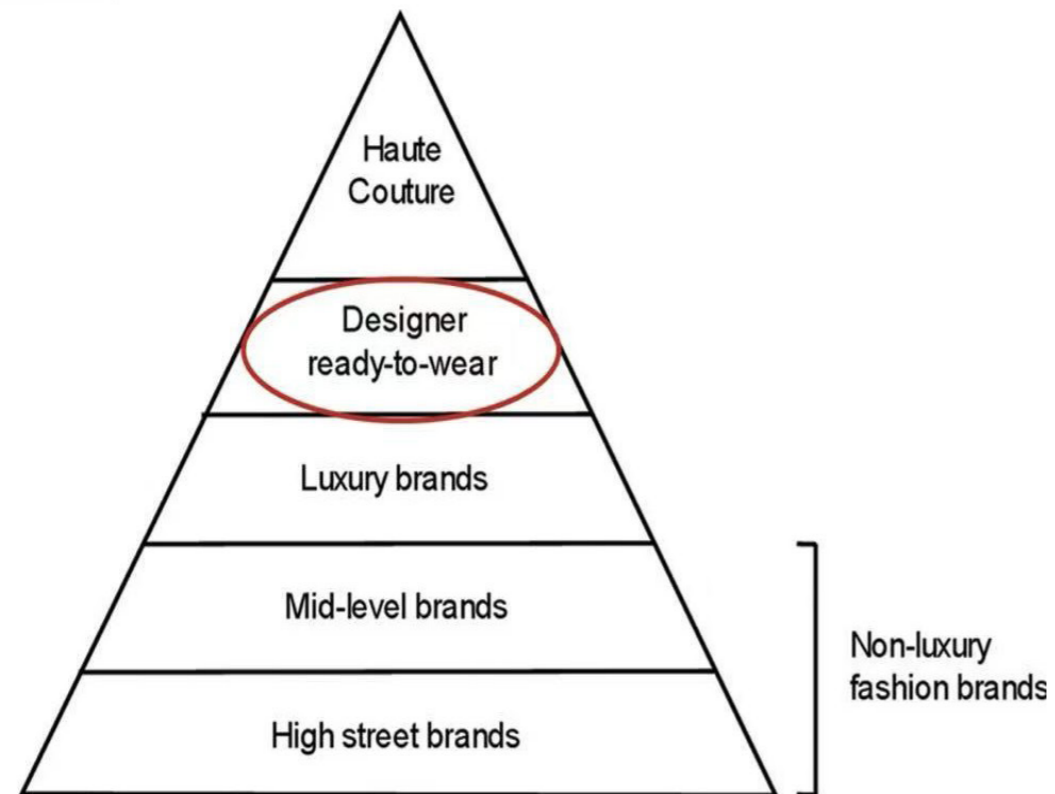 Haute
Couture
Designer
ready-to-wear
Luxury brands
Mid-level brands
Non-luxury
fashion brands
High street brands